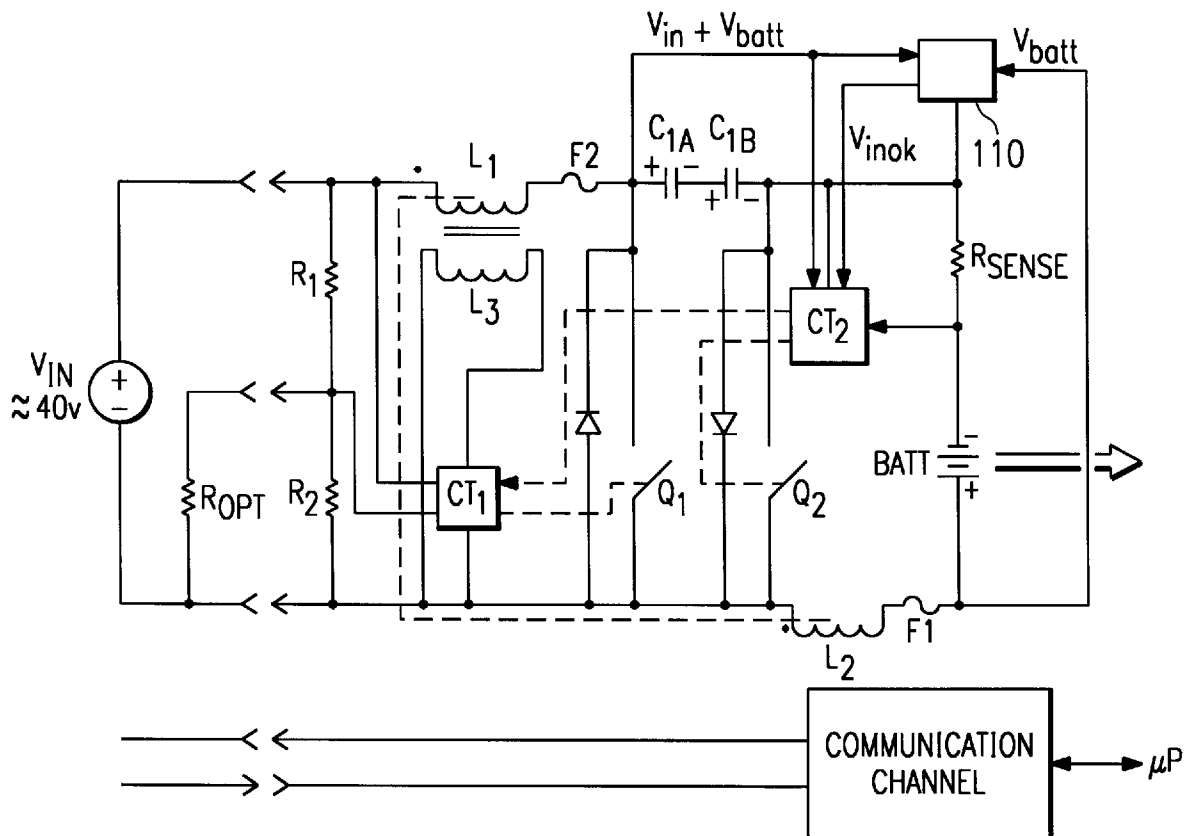 V_in + V_batt
V_batt
C_1A
C_1B
V_inok
110
L_1
F2
+ -
+ -
R_1
L_3
R_SENSE
CT_2
V_IN
≈ 40v
+
-
BATT
-
+
R_OPT
R_2
CT_1
Q_1
Q_2
F1
L_2
COMMUNICATION
CHANNEL
μP